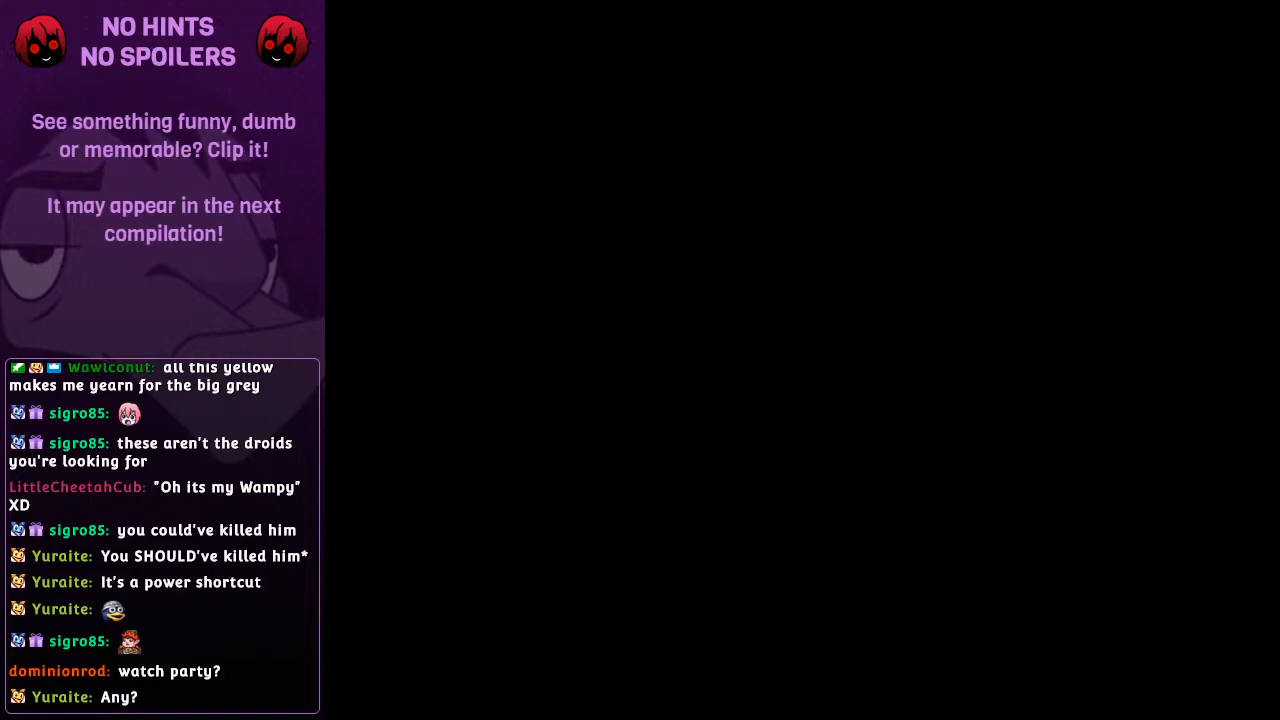 NO HINTS
NO SPOILERS
See something funny, dumb
or memorable? Clip it!
It may appear in the next
compilation!
Wawlconut: all this yellow
makes me yearn for the big grey
sigro85:
sigro85: these aren't the droids
you're looking for
LittleCheetahCub: "Oh its my Wampy"
XD
sigro85: you could've killed him
Yuraite: You SHOULD've killed him*
Yuraite: It's a power shortcut
Yuraite:
sigro85:
dominionrod: watch party?
Yuraite: Any?